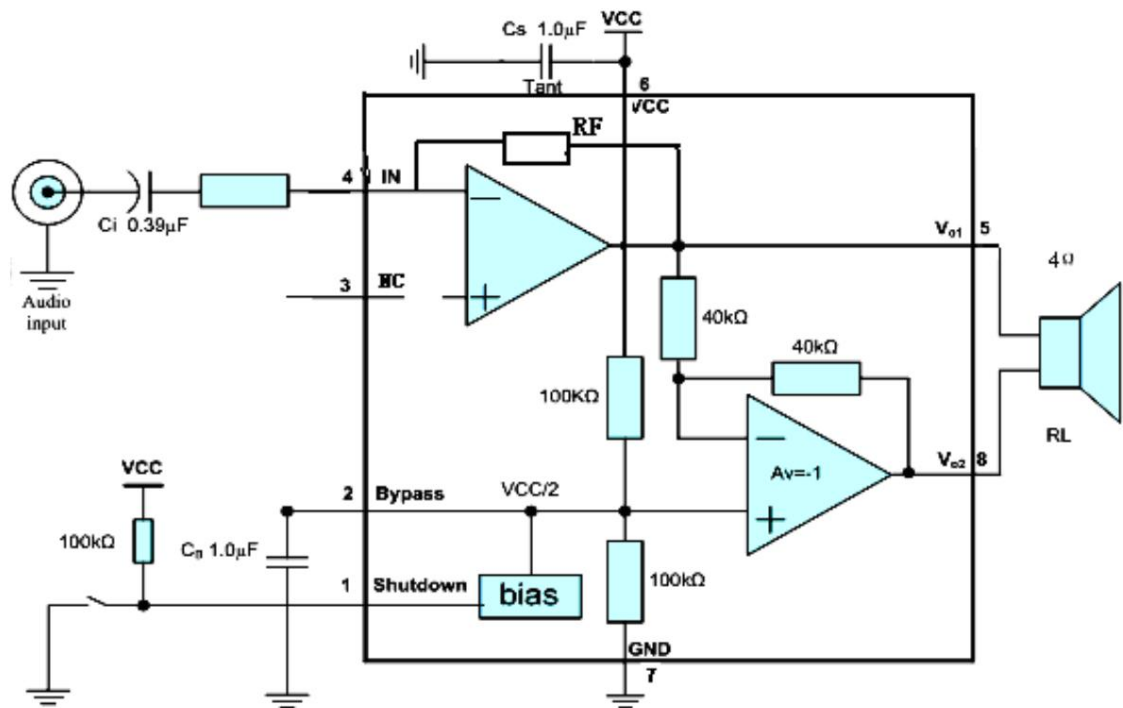 Cs 1.0µF
VCC
Tant
6
VCC
RF
4
IN
Ci 0.39µF
Audio
input
3
NC
Vo1
5
4Ω
40kΩ
40kΩ
100KΩ
RL
Av=-1
Vo2
8
VCC
2
Bypass
VCC/2
100kΩ
1.0µF
1
Shutdown
bias
100kΩ
GND
7